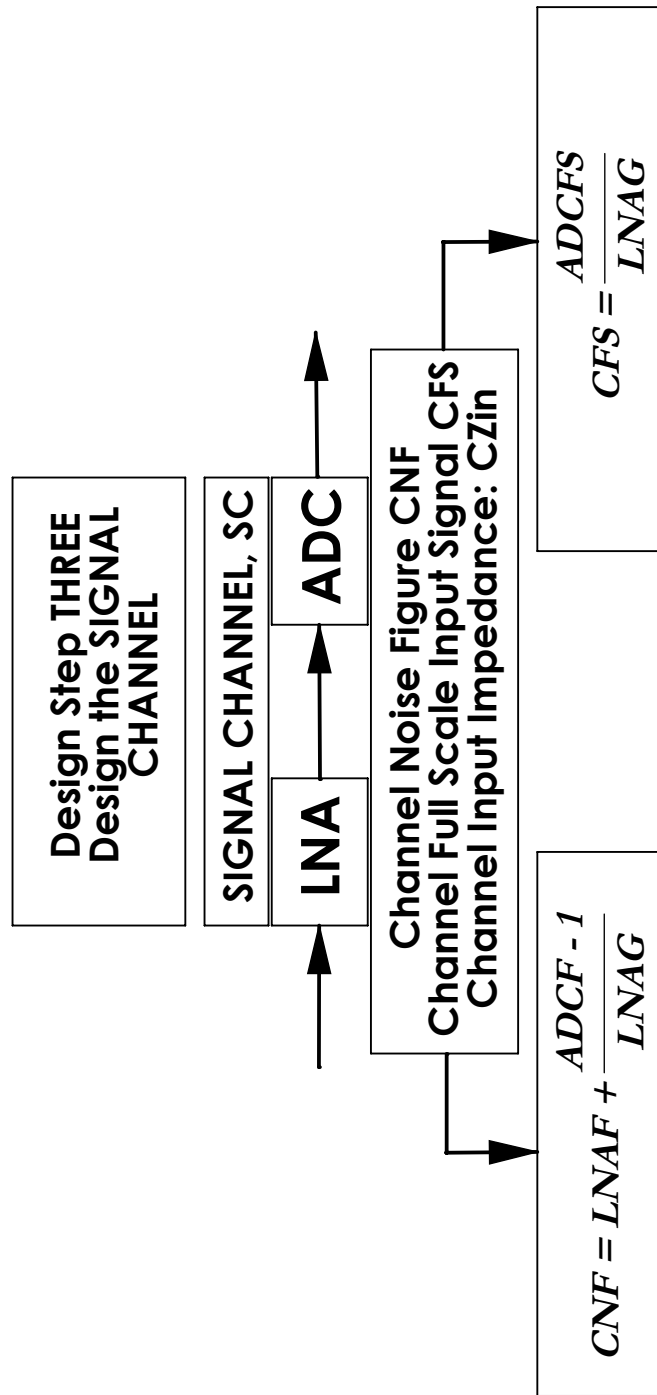 Design Step THREE
Design the SIGNAL
CHANNEL
SIGNAL CHANNEL, SC
LNA
ADC
Channel Noise Figure CNF
Channel Full Scale Input Signal CFS
Channel Input Impedance: CZin
CNF = LNAF + ADCF - 1
LNAG
CFS = ADCFS
LNAG